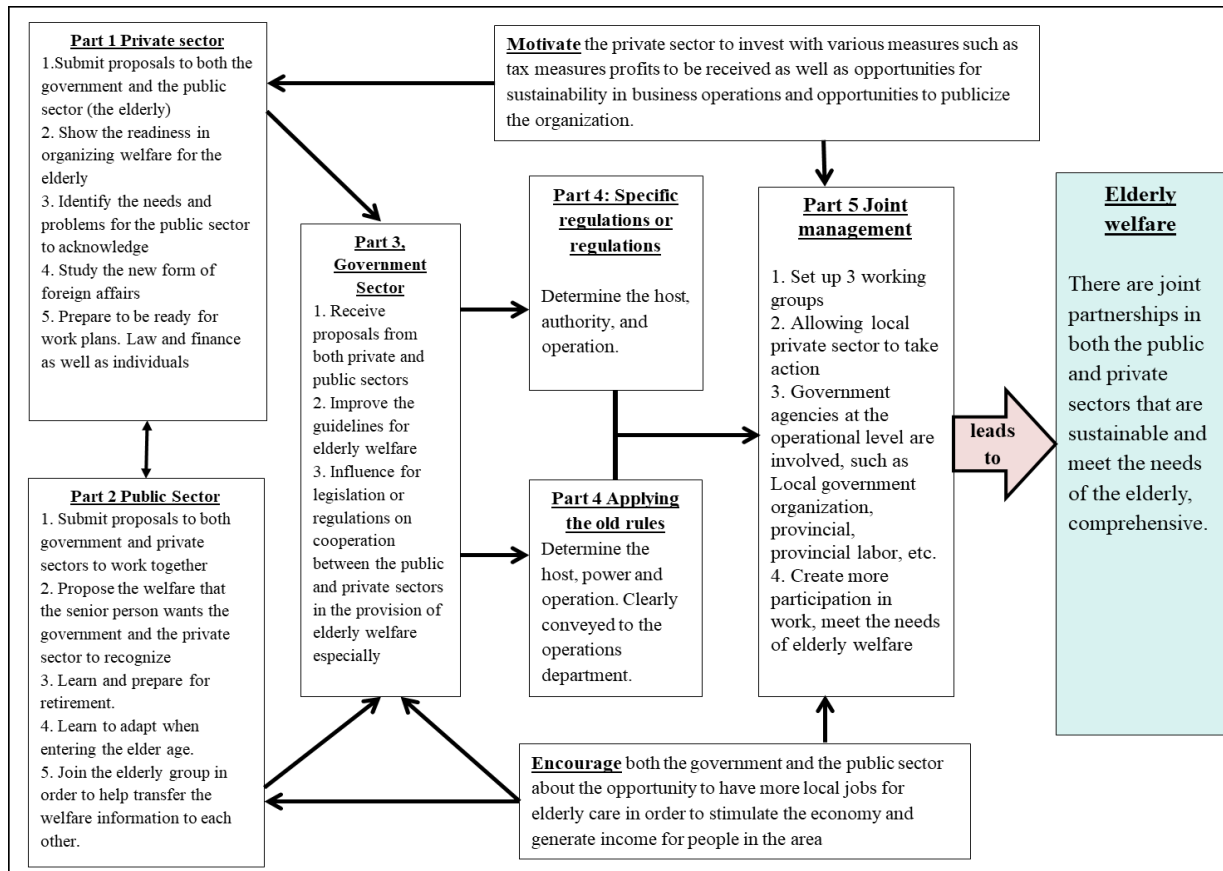 Part 1 Private sector
1.Submit proposals to both the
government and the public
sector (the elderly)
2. Show the readiness in
organizing welfare for the
elderly
3. Identify the needs and
problems for the public sector
to acknowledge
4. Study the new form of
foreign affairs
5. Prepare to be ready for
work plans. Law and finance
as well as individuals
Part 2 Public Sector
1. Submit proposals to both
government and private
sectors to work together
2. Propose the welfare that
the senior person wants the
government and the private
sector to recognize
3. Learn and prepare for
retirement.
4. Learn to adapt when
entering the elder age.
5. Join the elderly group in
order to help transfer the
welfare information to each
other.
Motivate the private sector to invest with various measures such as
tax measures profits to be received as well as opportunities for
sustainability in business operations and opportunities to publicize
the organization.
Part 3,
Government
Sector
1. Receive
proposals from
both private and
public sectors
2. Improve the
guidelines for
elderly welfare
3. Influence for
legislation or
regulations on
cooperation
between the public
and private sectors
in the provision of
elderly welfare
especially
Part 4: Specific
regulations or
regulations
Determine the host,
authority, and
operation.
Part 4 Applying
the old rules
Determine the
host, power and
operation. Clearly
conveyed to the
operations
department.
Part 5 Joint
management
1. Set up 3 working
groups
2. Allowing local
private sector to take
action
3. Government
agencies at the
operational level are
involved, such as
Local government
organization,
provincial,
provincial labor, etc.
4. Create more
participation in
work, meet the needs
of elderly welfare
Encourage both the government and the public sector
about the opportunity to have more local jobs for
elderly care in order to stimulate the economy and
generate income for people in the area
leads
to
Elderly
welfare
There are joint
partnerships in
both the public
and private
sectors that are
sustainable and
meet the needs
of the elderly,
comprehensive.